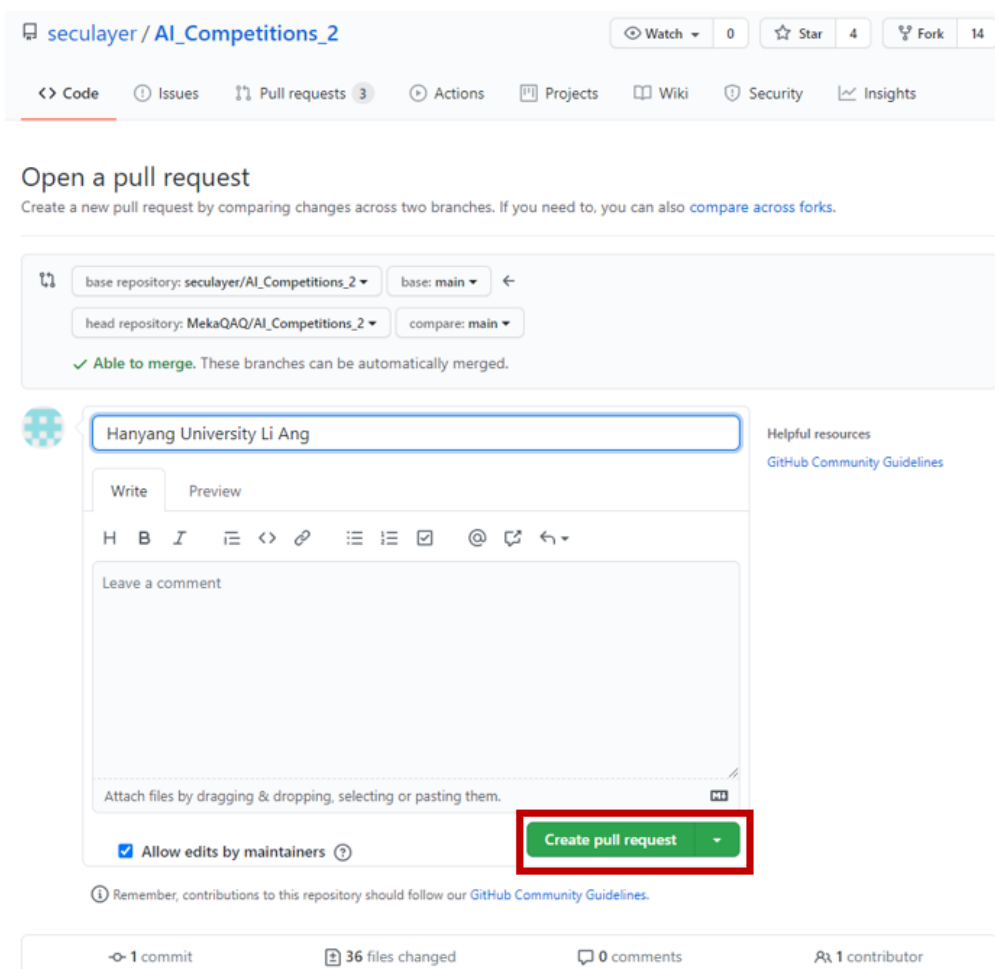 seculayer / AI_Competitions_2
Watch 0 Star 4 Fork 14
<> Code Issues Pull requests 3 Actions Projects Wiki Security Insights
Open a pull request
Create a new pull request by comparing changes across two branches. If you need to, you can also compare across forks.
base repository: seculayer/AI_Competitions_2 base: main
head repository: MekaQAQ/AI_Competitions_2 compare: main
Able to merge. These branches can be automatically merged.
Hanyang University Li Ang
Helpful resources
GitHub Community Guidelines
Write Preview
H B I
Leave a comment
Attach files by dragging & dropping, selecting or pasting them.
Create pull request
Allow edits by maintainers
Remember, contributions to this repository should follow our GitHub Community Guidelines.
1 commit 36 files changed 0 comments 1 contributor